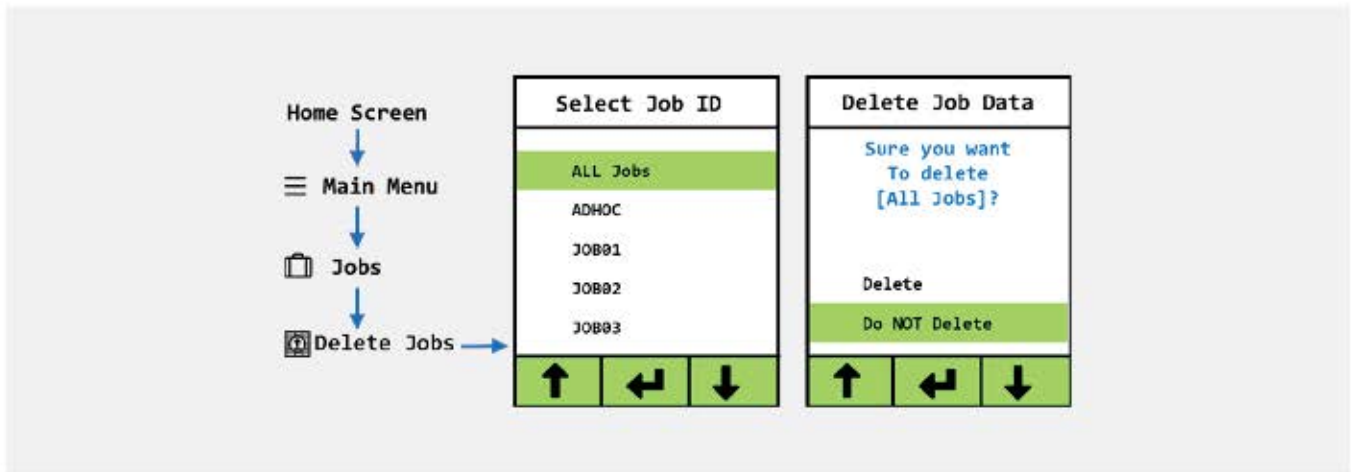 Home Screen
Main Menu
Jobs
Delete Jobs
Select Job ID
ALL Jobs
ADHOC
JOB01
JOB02
JOB03
Delete Job Data
Sure you want
To delete
[All Jobs]?
Delete
Do NOT Delete